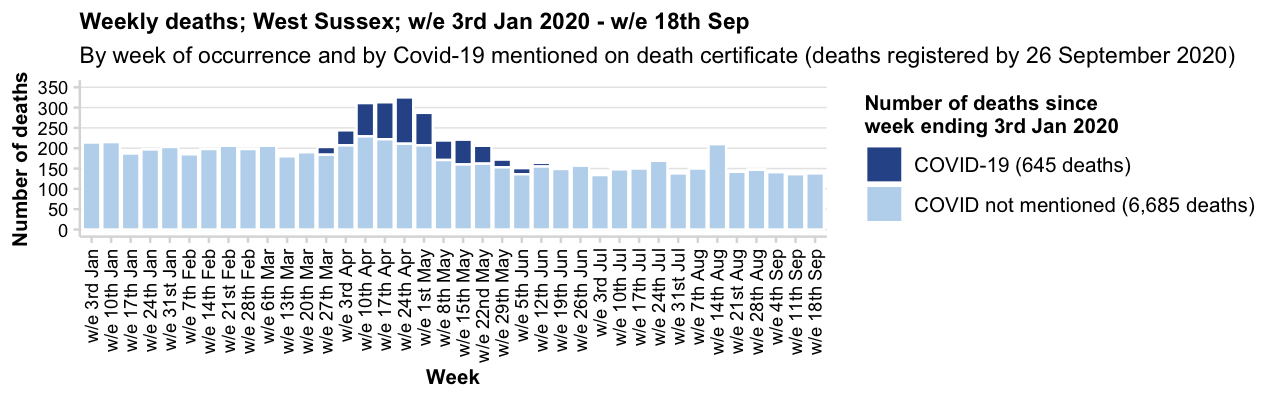 Weekly deaths; West Sussex; w/e 3rd Jan 2020 - w/e 18th Sep
By week of occurrence and by Covid-19 mentioned on death certificate (deaths registered by 26 September 2020)
Number of deaths
350
300
250
200
150
100
50
0
w/e 3rd Jan
w/e 10th Jan
w/e 17th Jan
w/e 24th Jan
w/e 31st Jan
w/e 7th Feb
w/e 14th Feb
w/e 21st Feb
w/e 28th Feb
w/e 6th Mar
w/e 13th Mar
w/e 20th Mar
w/e 27th Mar
w/e 3rd Apr
w/e 10th Apr
w/e 17th Apr
w/e 24th Apr
w/e 1st May
w/e 8th May
w/e 15th May
w/e 22nd May
w/e 29th May
w/e 5th Jun
w/e 12th Jun
w/e 19th Jun
w/e 26th Jun
w/e 3rd Jul
w/e 10th Jul
w/e 17th Jul
w/e 24th Jul
w/e 31st Jul
w/e 7th Aug
w/e 14th Aug
w/e 21st Aug
w/e 28th Aug
w/e 4th Sep
w/e 11th Sep
w/e 18th Sep
Week
Number of deaths since
week ending 3rd Jan 2020
COVID-19 (645 deaths)
COVID not mentioned (6,685 deaths)